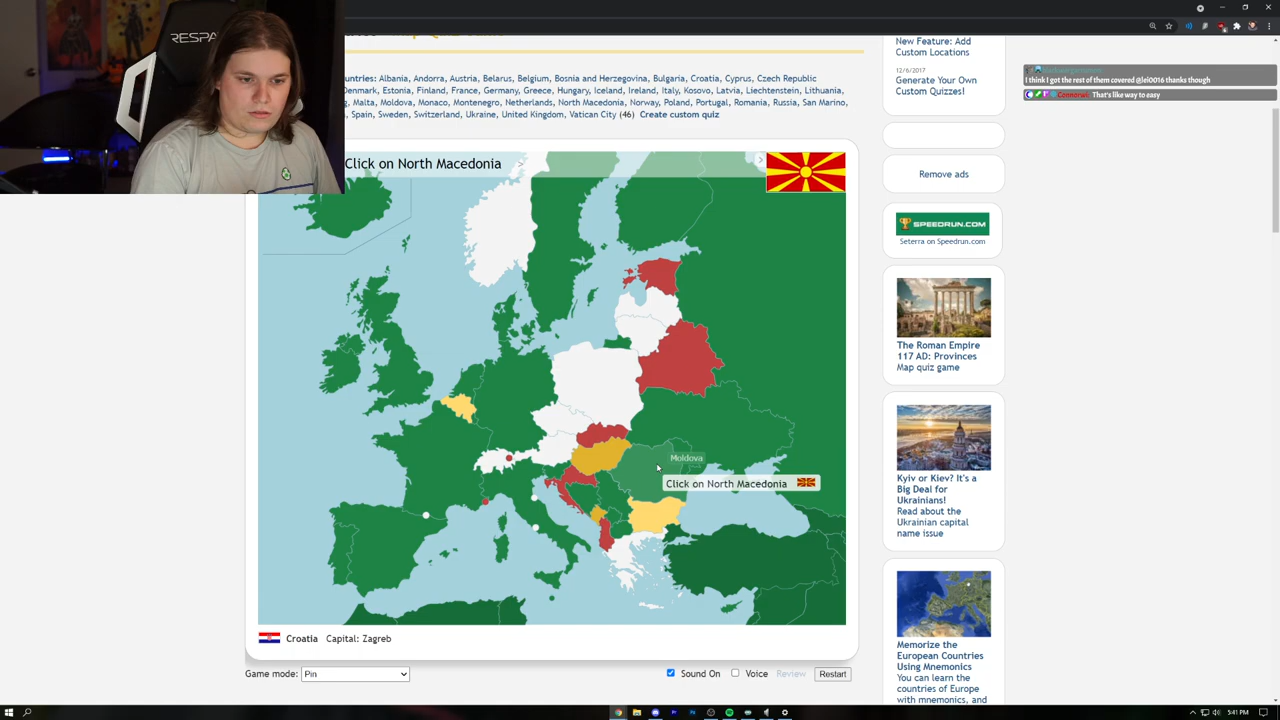 RESPA
New Feature: Add
Custom Locations
12/6/2017
Generate Your Own
Custom Quizzes!
I think I got the rest of them covered @lei0016 thanks though
Connorwii: That's like way to easy
untries: Albania, Andorra, Austria, Belarus, Belgium, Bosnia and Herzegovina, Bulgaria, Croatia, Cyprus, Czech Republic
Denmark, Estonia, Finland, France, Germany, Greece, Hungary, Iceland, Ireland, Italy, Kosovo, Latvia, Liechtenstein, Lithuania,
g, Malta, Moldova, Monaco, Montenegro, Netherlands, North Macedonia, Norway, Poland, Portugal, Romania, Russia, San Marino,
, Spain, Sweden, Switzerland, Ukraine, United Kingdom, Vatican City (46) Create custom quiz
Click on North Macedonia >
>
Moldova
Click on North Macedonia
Croatia Capital: Zagreb
Game mode: Pin
Sound On Voice Review Restart
Remove ads
SPEEDRUN.COM
Seterra on Speedrun.com
The Roman Empire
117 AD: Provinces
Map quiz game
Kyiv or Kiev? It's a
Big Deal for
Ukrainians!
Read about the
Ukrainian capital
name issue
Memorize the
European Countries
Using Mnemonics
You can learn the
countries of Europe
with mnemonics, and
5:41 PM